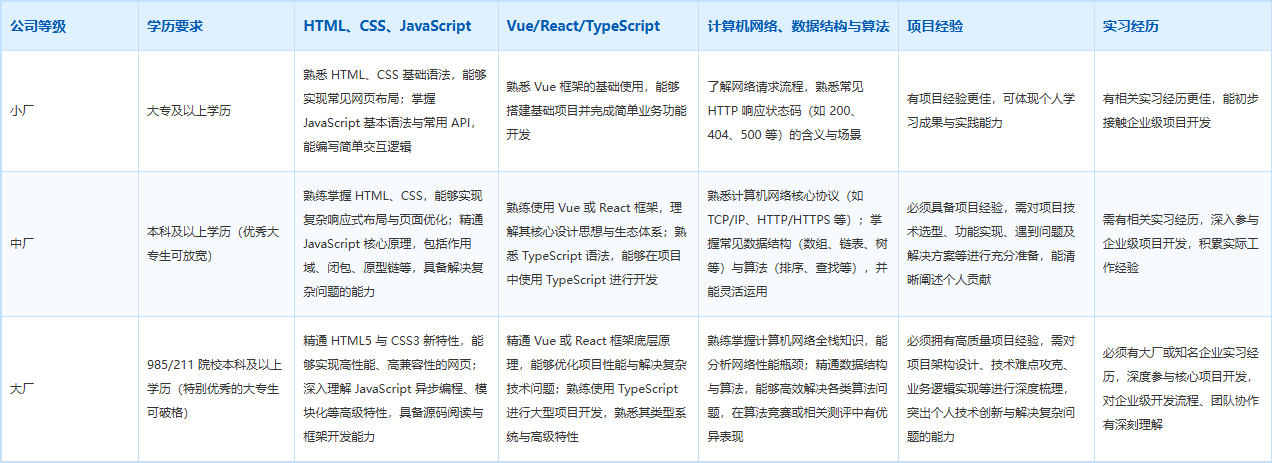 公司等级
学历要求
HTML、CSS、JavaScript
Vue/React/TypeScript
计算机网络、数据结构与算法
项目经验
实习经历
小厂
大专及以上学历
熟悉 HTML、CSS 基础语法，能够
实现常见网页布局；掌握
JavaScript 基本语法与常用 API，
能编写简单交互逻辑
熟悉 Vue 框架的基础使用，能够
搭建基础项目并完成简单业务功能
开发
了解网络请求流程，熟悉常见
HTTP 响应状态码（如 200、
404、500 等）的含义与场景
有项目经验更佳，可体现个人学
习成果与实践能力
有相关实习经历更佳，能初步
接触企业级项目开发
中厂
本科及以上学历（优秀大
专生可放宽）
熟练掌握 HTML、CSS，能够实现
复杂响应式布局与页面优化；精通
JavaScript 核心原理，包括作用
域、闭包、原型链等，具备解决复
杂问题的能力
熟练使用 Vue 或 React 框架，理
解其核心设计思想与生态体系；熟
悉 TypeScript 语法，能够在项目
中使用 TypeScript 进行开发
熟悉计算机网络核心协议（如
TCP/IP、HTTP/HTTPS 等）；掌
握常见数据结构（数组、链表、树
等）与算法（排序、查找等），并
能灵活运用
必须具备项目经验，需对项目技
术选型、功能实现、遇到问题及
解决方案等进行充分准备，能清
晰阐述个人贡献
需有相关实习经历，深入参与
企业级项目开发，积累实际工
作经验
大厂
985/211 院校本科及以上
学历（特别优秀的大专生
可破格）
精通 HTML5 与 CSS3 新特性，能
够实现高性能、高兼容性的网页；
深入理解 JavaScript 异步编程、模
块化等高级特性，具备源码阅读与
框架开发能力
精通 Vue 或 React 框架底层原
理，能够优化项目性能与解决复杂
技术问题；熟练使用 TypeScript
进行大型项目开发，熟悉其类型系
统与高级特性
熟练掌握计算机网络全栈知识，能
分析网络性能瓶颈；精通数据结构
与算法，能够高效解决各类算法问
题，在算法竞赛或相关测评中有优
异表现
必须拥有高质量项目经验，需对
项目架构设计、技术难点攻克、
业务逻辑实现等进行深度梳理，
突出个人技术创新与解决复杂问
题的能力
必须有大厂或知名企业实习经
历，深度参与核心项目开发，
对企业级开发流程、团队协作
有深刻理解